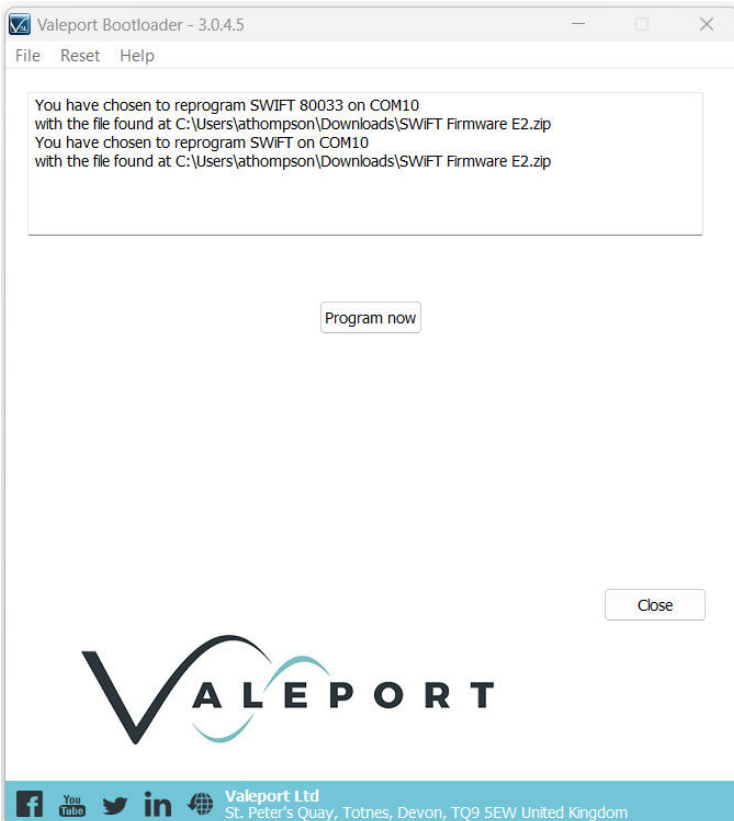 Valeport Bootloader - 3.0.4.5
File Reset Help
You have chosen to reprogram SWIFT 80033 on COM10
with the file found at C:\Users\athompson\Downloads\SWiFT Firmware E2.zip
You have chosen to reprogram SWiFT on COM10
with the file found at C:\Users\athompson\Downloads\SWiFT Firmware E2.zip
Program now
Close
VALEPORT
You Tube in Valeport Ltd
St. Peter's Quay, Totnes, Devon, TQ9 5EW United Kingdom